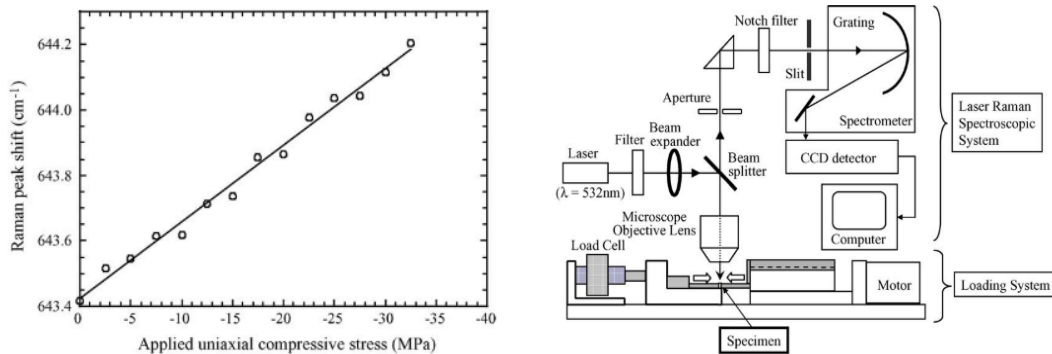 Raman peak shift (cm⁻¹)
644.2
644.0
643.8
643.6
643.4
0 -5 -10 -15 -20 -25 -30 -35 -40
Applied uniaxial compressive stress (MPa)
Notch filter
Grating
Slit
Aperture
Spectrometer
Laser Raman
Spectroscopic
System
Beam
expander
Filter
Laser
(λ = 532nm)
Beam
splitter
CCD detector
Computer
Microscope
Objective Lens
Load Cell
Motor
Loading System
Specimen